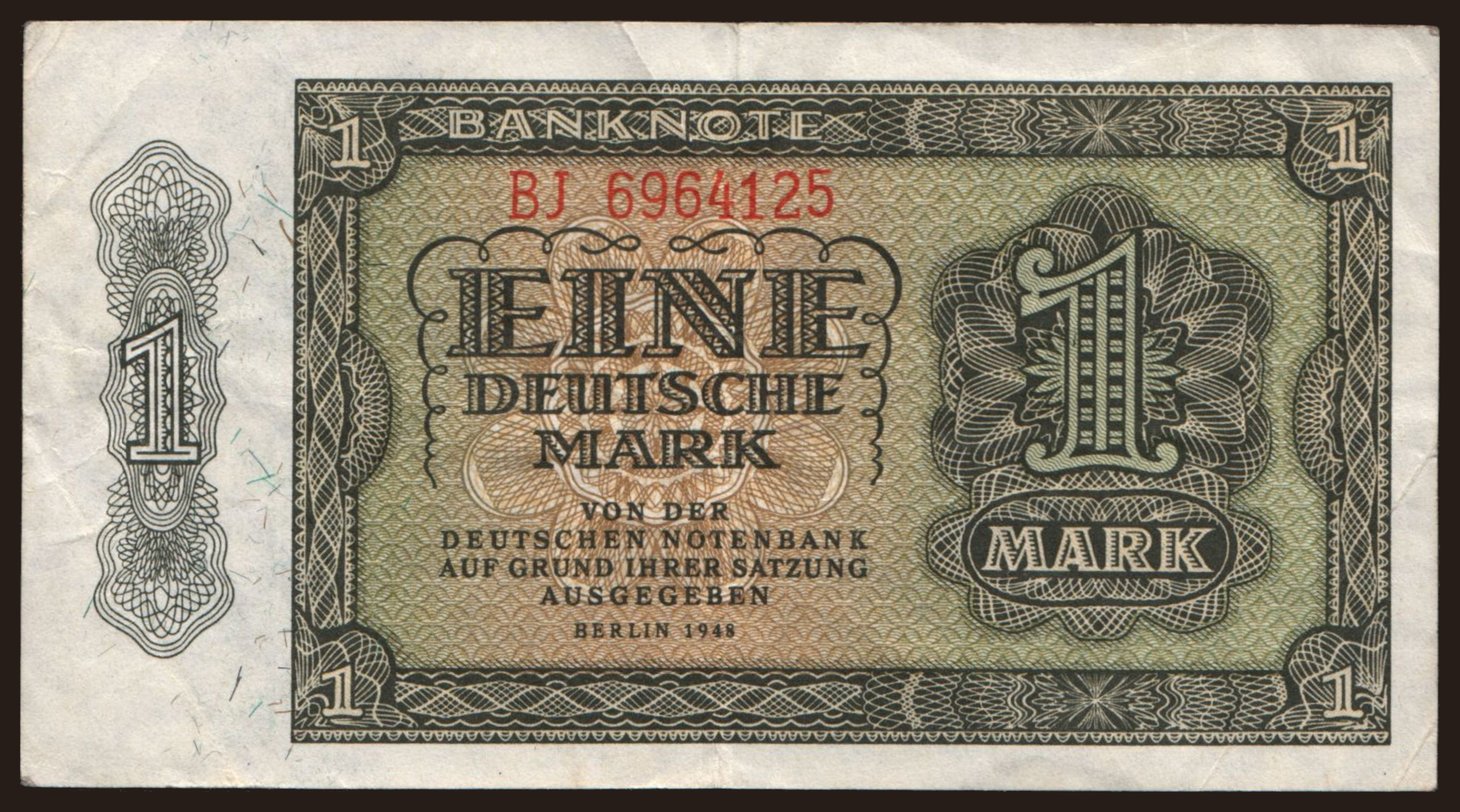 1
BANKNOTE
1
BJ 6964125
EINE
DEUTSCHE
MARK
VON DER
DEUTSCHEN NOTENBANK
AUF GRUND IHRER SATZUNG
AUSGEGEBEN
BERLIN 1948
1
1
MARK
1
1